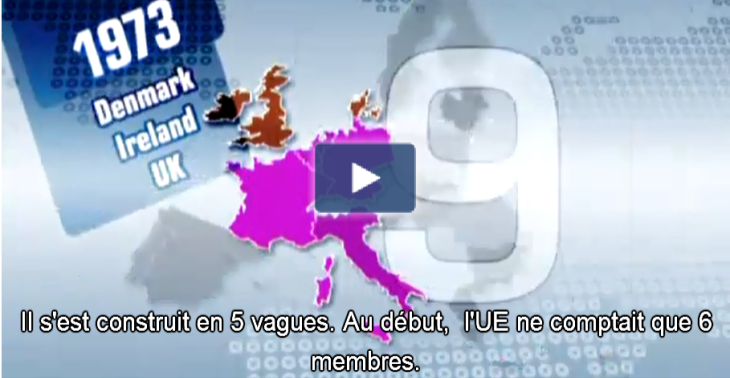 1973
Denmark
Ireland
UK
9
Il s'est construit en 5 vagues. Au début, l'UE ne comptait que 6
membres.